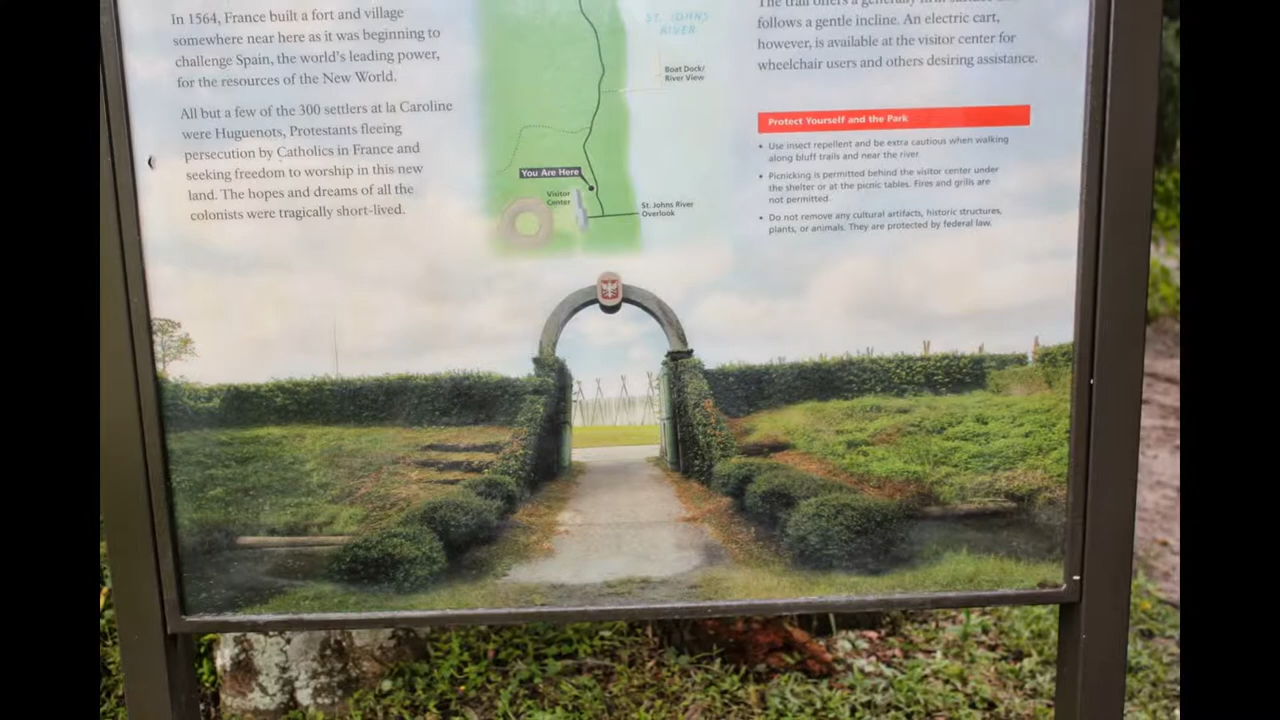 In 1564, France built a fort and village
somewhere near here as it was beginning to
challenge Spain, the world's leading power,
for the resources of the New World.
All but a few of the 300 settlers at la Caroline
were Huguenots, Protestants fleeing
persecution by Catholics in France and
seeking freedom to worship in this new
land. The hopes and dreams of all the
colonists were tragically short-lived.
ST. JOHNS
RIVER
Boat Dock/
River View
You Are Here
Visitor
Center
St. Johns River
Overlook
The trail offers a generally firm
follows a gentle incline. An electric cart,
however, is available at the visitor center for
wheelchair users and others desiring assistance.
Protect Yourself and the Park
• Use insect repellent and be extra cautious when walking
along bluff trails and near the river
• Picnicking is permitted behind the visitor center under
the shelter or at the picnic tables. Fires and grills are
not permitted.
• Do not remove any cultural artifacts, historic structures,
plants, or animals. They are protected by federal law.